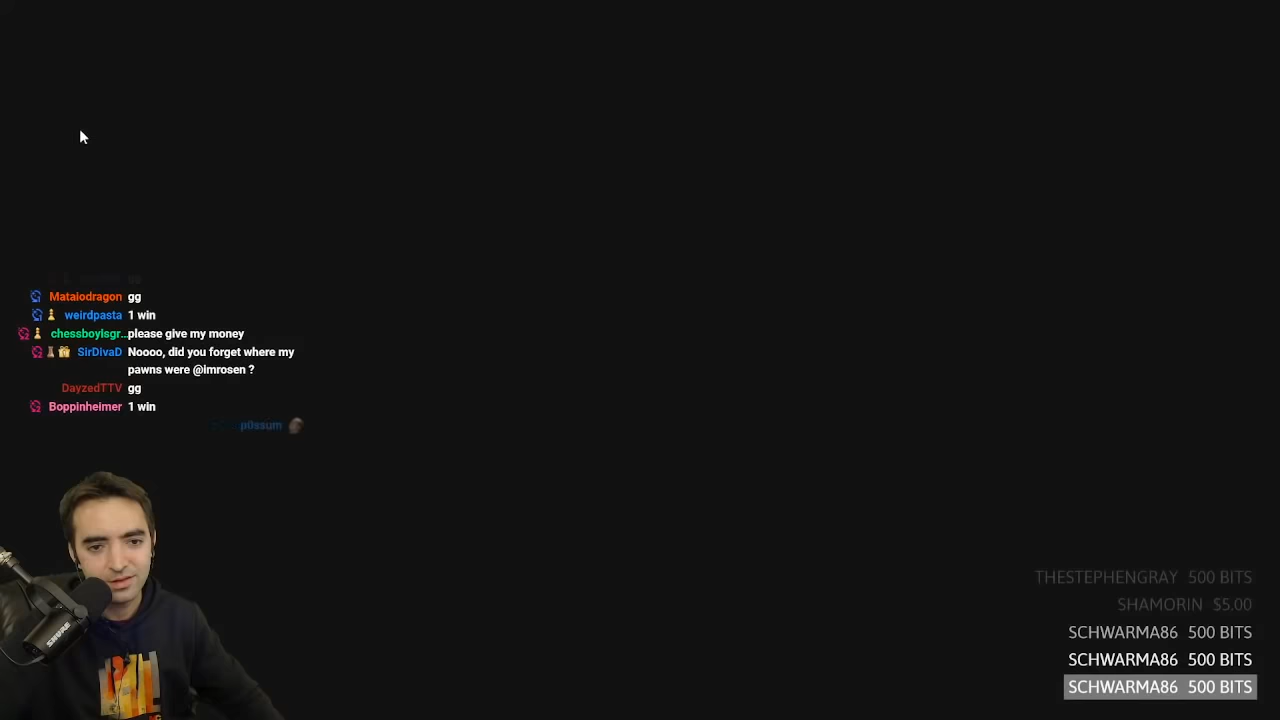 Mataiodragon gg
weirdpasta 1 win
chessboylsgr… please give my money
SirDivaD Noooo, did you forget where my
pawns were @imrosen ?
DayzedTTV gg
Boppinheimer 1 win
p0ssum
SHURE
THESTEPHENGRAY 500 BITS
SHAMORIN $5.00
SCHWARMA86 500 BITS
SCHWARMA86 500 BITS
SCHWARMA86 500 BITS